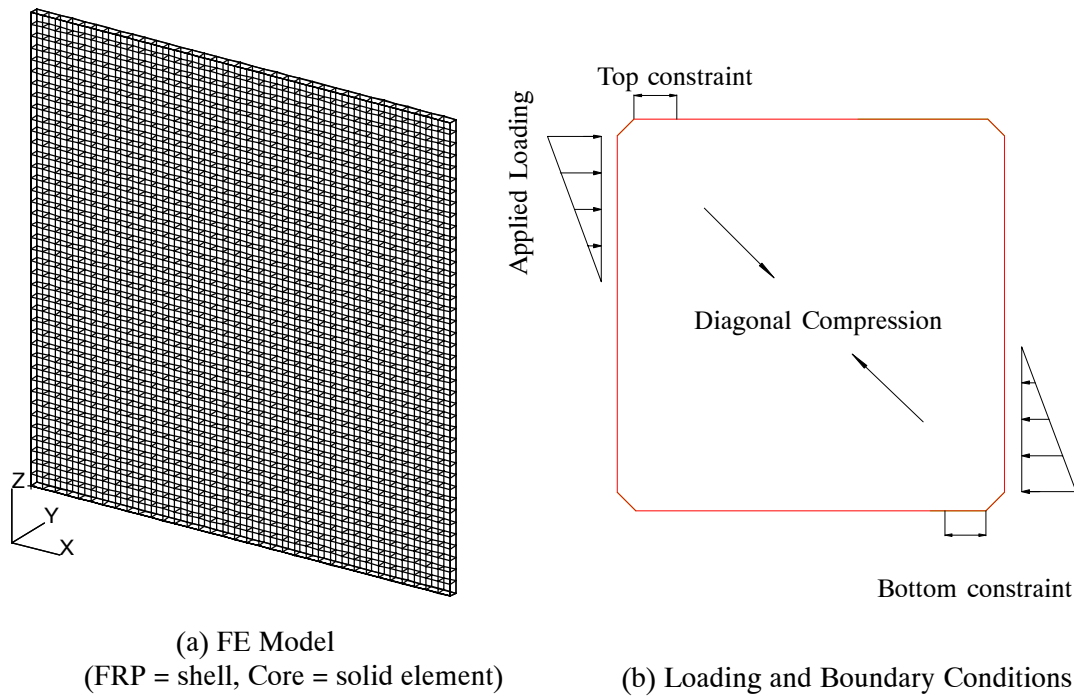 Top constraint
Applied Loading
Diagonal Compression
Z
Y
X
Bottom constraint
(a) FE Model
(FRP = shell, Core = solid element)
(b) Loading and Boundary Conditions